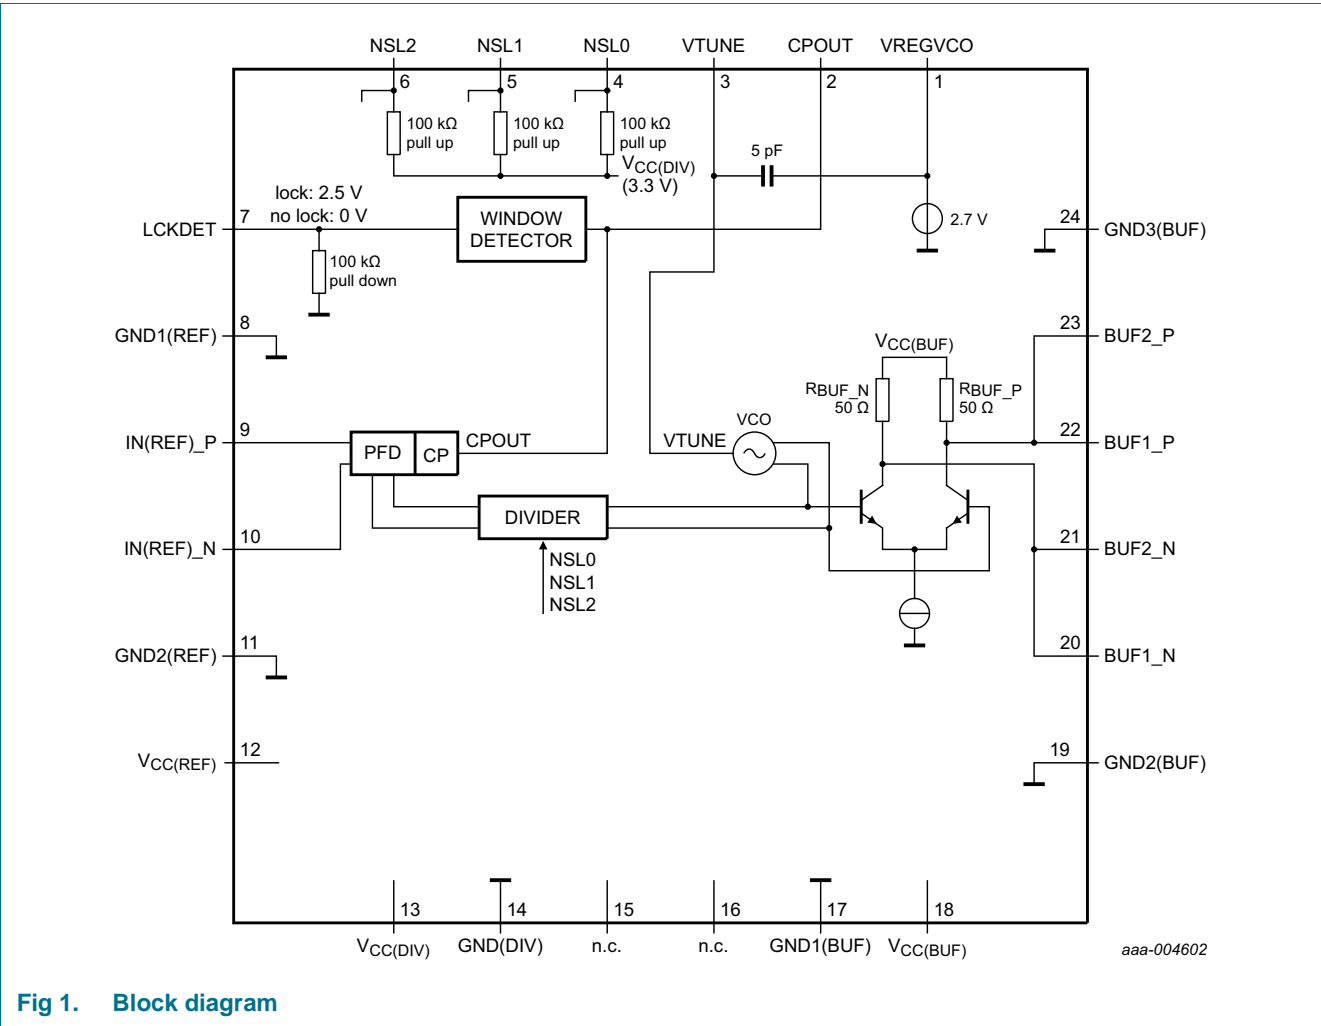 NSL2 NSL1 NSL0 VTUNE CPOUT VREGVCO
6 5 4 3 2 1
100 kΩ
pull up
100 kΩ
pull up
100 kΩ
pull up
VCC(DIV)
(3.3 V)
5 pF
2.7 V
lock: 2.5 V
no lock: 0 V
LCKDET 7
WINDOW
DETECTOR
100 kΩ
pull down
24 GND3(BUF)
GND1(REF) 8
23 BUF2_P
VCC(BUF)
RBUF_N
50 Ω
RBUF_P
50 Ω
IN(REF)_P 9
PFD CP
CPOUT
VTUNE
VCO
22 BUF1_P
DIVIDER
IN(REF)_N 10
NSL0
NSL1
NSL2
21 BUF2_N
GND2(REF) 11
20 BUF1_N
VCC(REF) 12
19 GND2(BUF)
13 14 15 16 17 18
VCC(DIV) GND(DIV) n.c. n.c. GND1(BUF) VCC(BUF)
aaa-004602
Fig 1. Block diagram